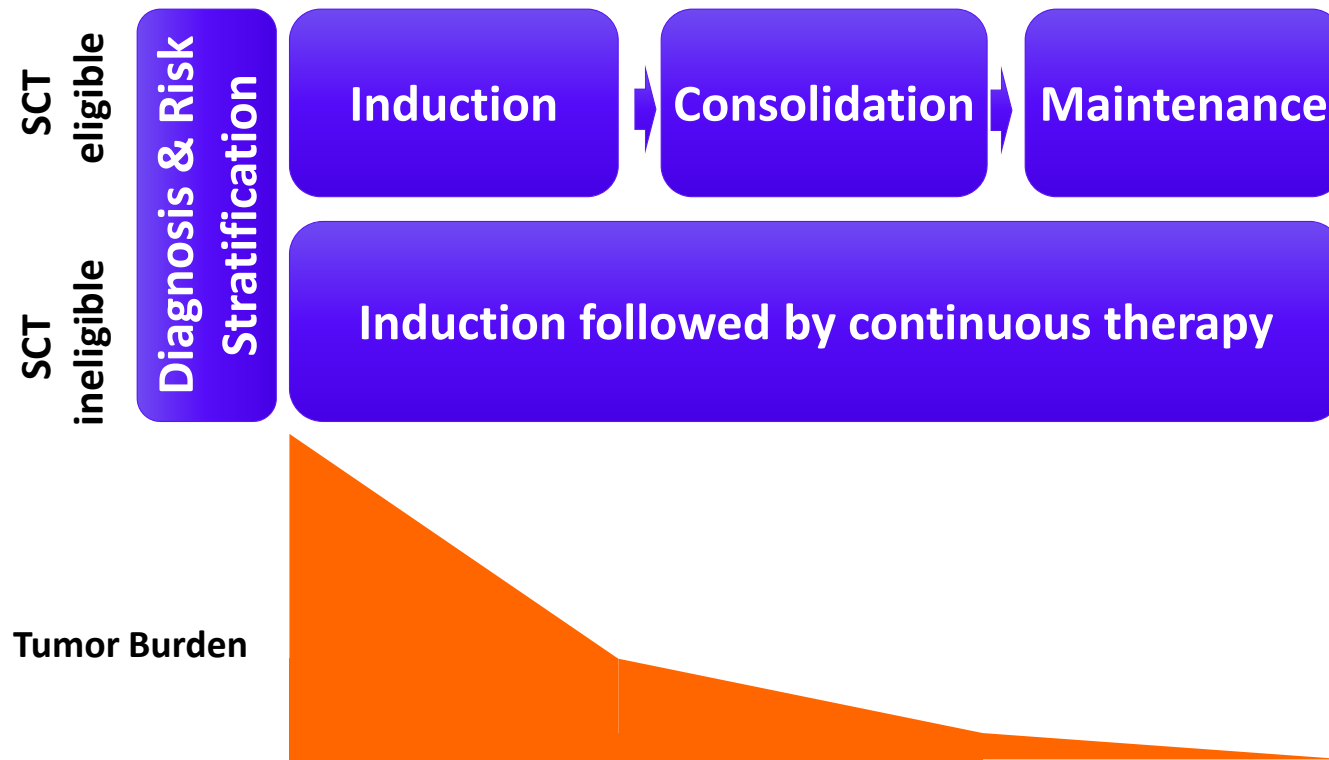 SCT
eligible
Diagnosis & Risk
Stratification
Induction
Consolidation
Maintenance
SCT
ineligible
Induction followed by continuous therapy
Tumor Burden